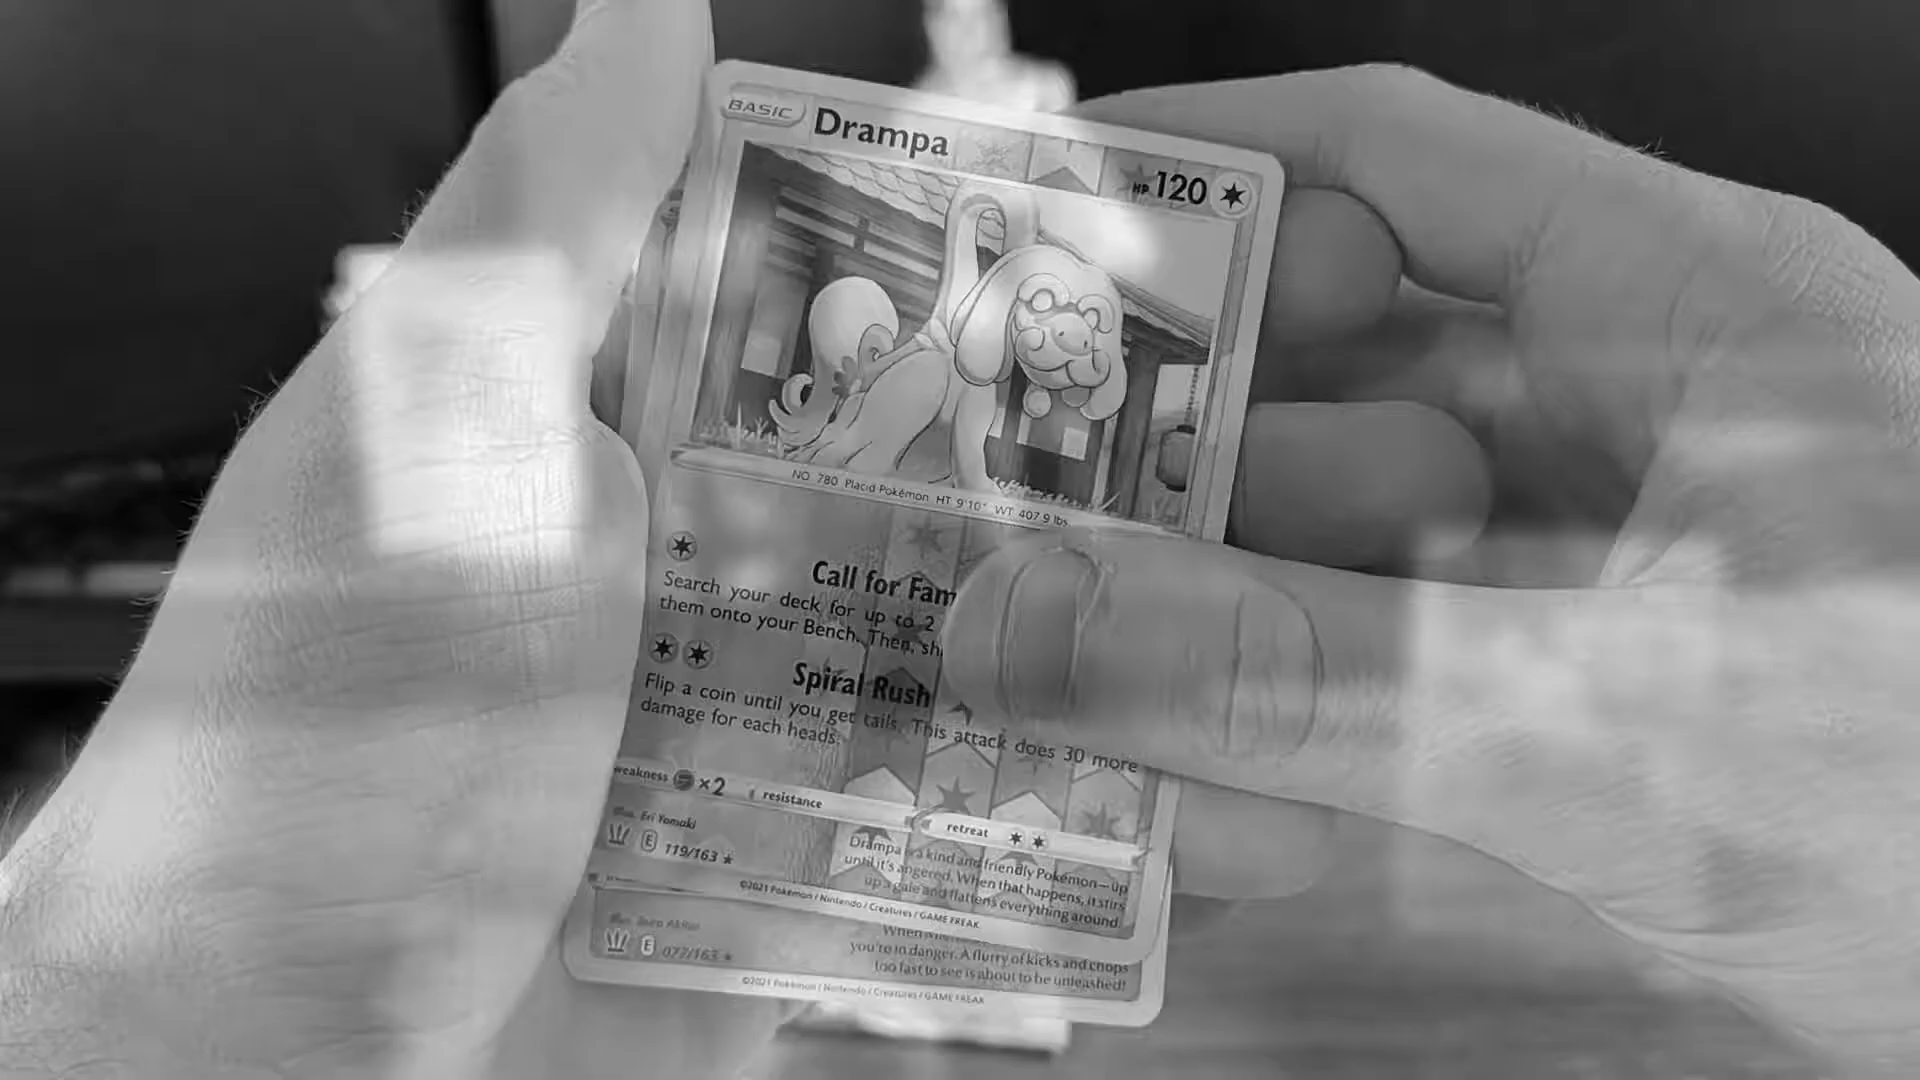 BASIC Drampa HP 120
NO. 780 Placid Pokémon HT 9'10" WT 407.9 lbs.
Call for Fam
Search your deck for up to 2
them onto your Bench. Then, sh
Spiral Rush
Flip a coin until you get tails. This attack does 30 more
damage for each heads.
weakness ×2 resistance
retreat
Illus. Eri Yamaki
E 119/163
Drampa is a kind and friendly Pokémon—up
until it's angered. When that happens, it stirs
up a gale and flattens everything around.
©2021 Pokémon / Nintendo / Creatures / GAME FREAK
When
you're in danger. A flurry of kicks and chops
too fast to see is about to be unleashed!
E 077/163
©2021 Pokémon / Nintendo / Creatures / GAME FREAK